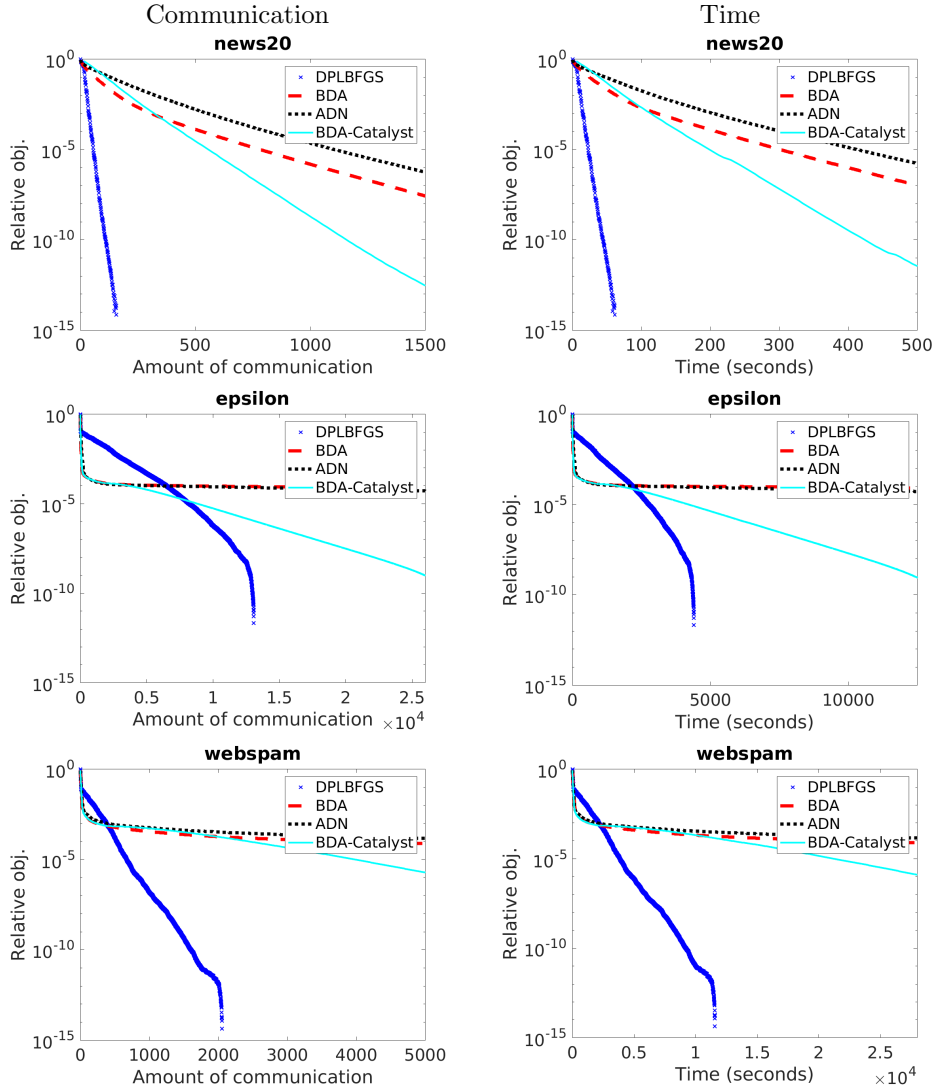 Communication
Time
news20
Relative obj.
10^0
10^-5
10^-10
10^-15
DPLBFGS
BDA
ADN
BDA-Catalyst
0 500 1000 1500
Amount of communication
news20
Relative obj.
10^0
10^-5
10^-10
10^-15
DPLBFGS
BDA
ADN
BDA-Catalyst
0 100 200 300 400 500
Time (seconds)
epsilon
Relative obj.
10^0
10^-5
10^-10
10^-15
DPLBFGS
BDA
ADN
BDA-Catalyst
0 0.5 1 1.5 2 2.5
Amount of communication ×10^4
epsilon
Relative obj.
10^0
10^-5
10^-10
10^-15
DPLBFGS
BDA
ADN
BDA-Catalyst
0 5000 10000
Time (seconds)
webspam
Relative obj.
10^0
10^-5
10^-10
10^-15
DPLBFGS
BDA
ADN
BDA-Catalyst
0 1000 2000 3000 4000 5000
Amount of communication
webspam
Relative obj.
10^0
10^-5
10^-10
10^-15
DPLBFGS
BDA
ADN
BDA-Catalyst
0 0.5 1 1.5 2 2.5
Time (seconds) ×10^4